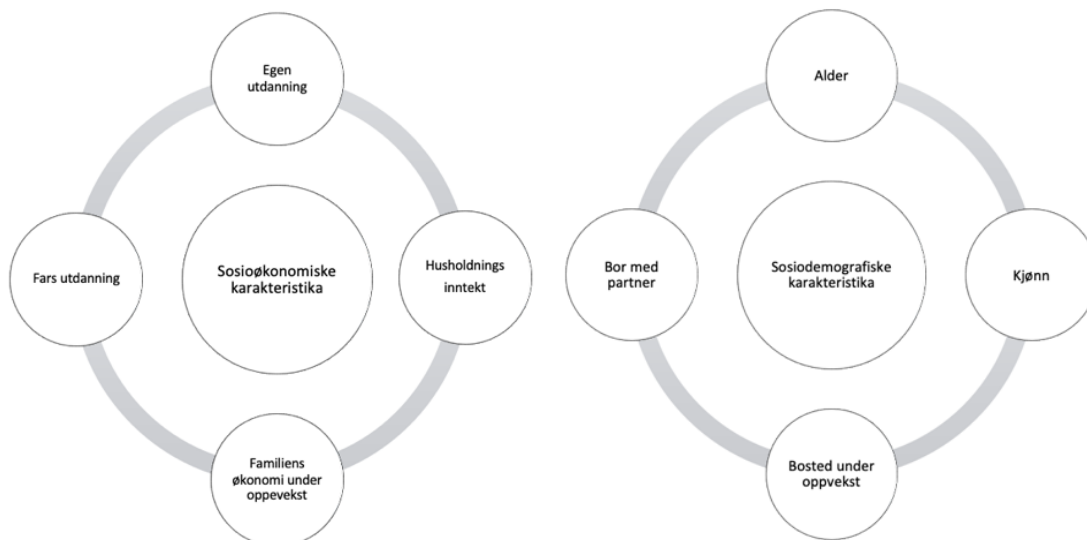 Egen
utdanning
Fars utdanning
Sosioøkonomiske
karakteristika
Husholdnings
inntekt
Familiens
økonomi under
oppevekst
Alder
Bor med
partner
Sosiodemografiske
karakteristika
Kjønn
Bosted under
oppvekst